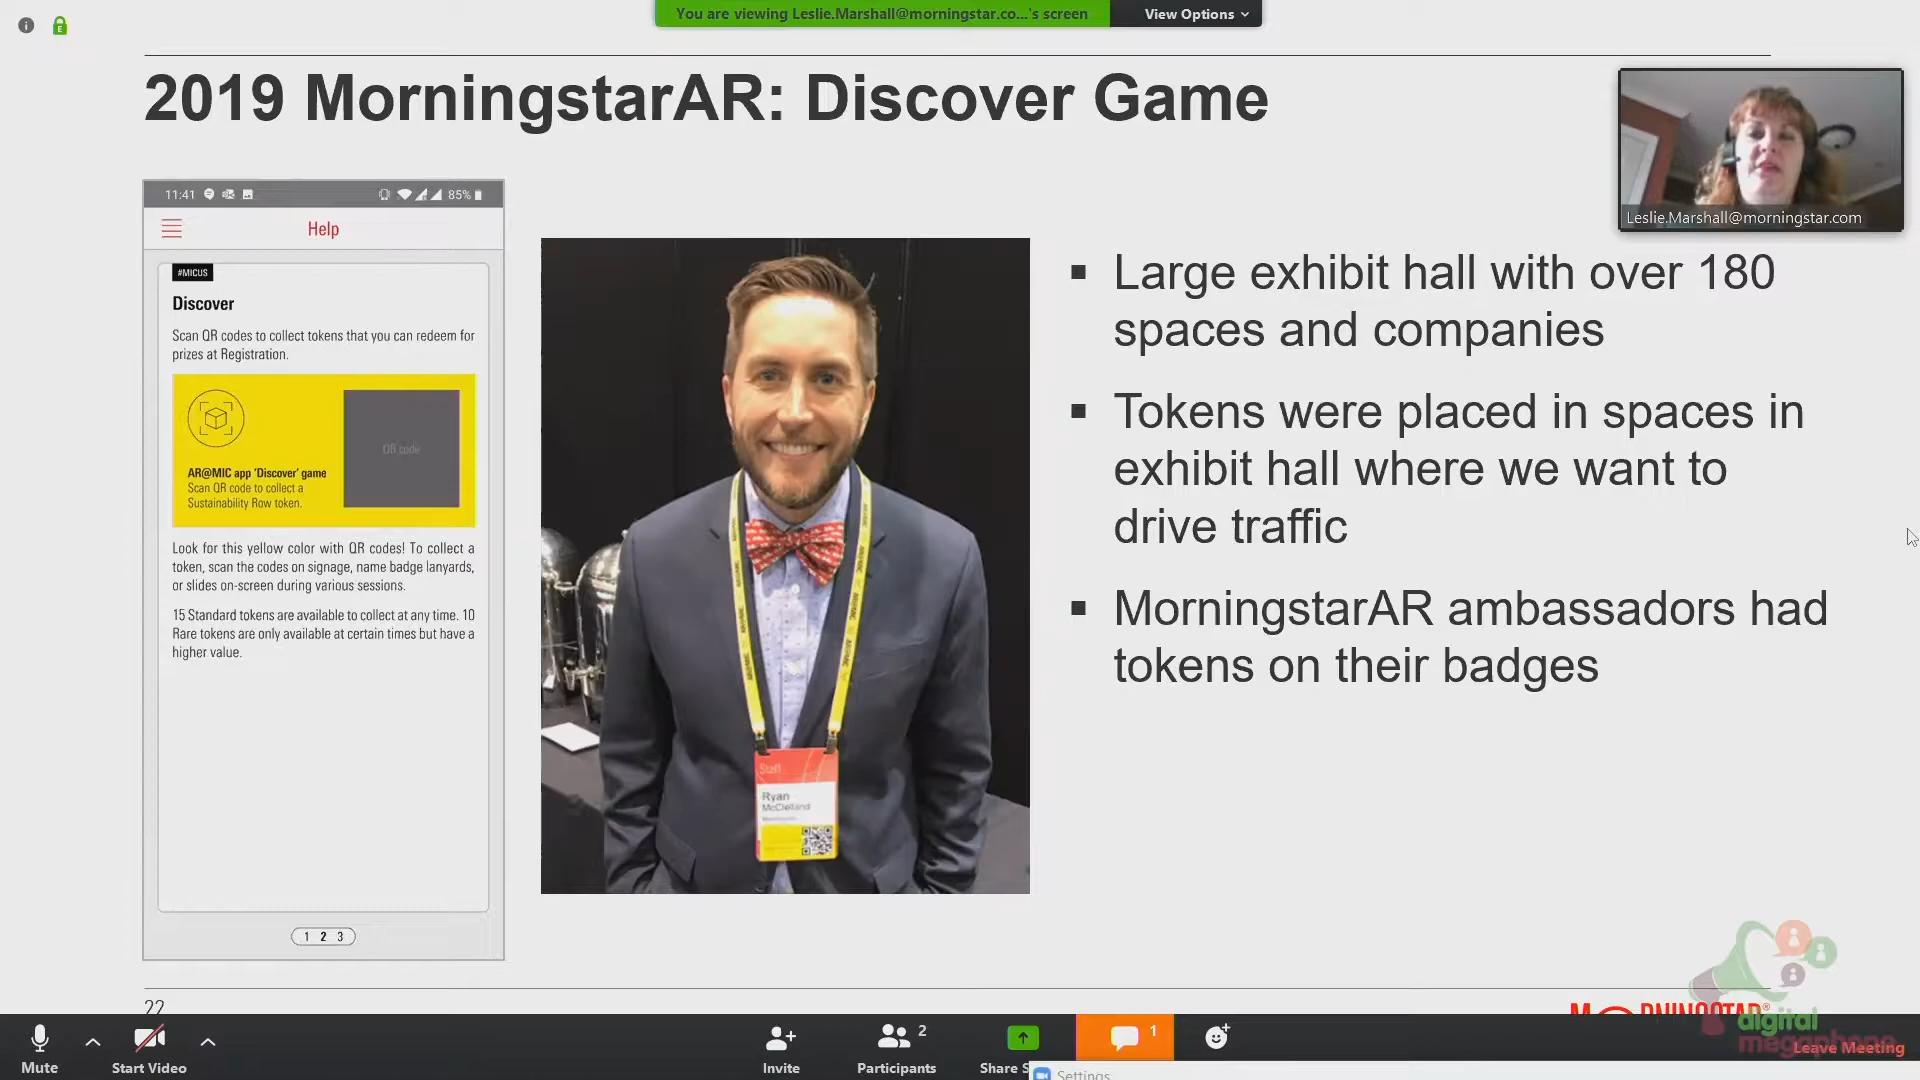 You are viewing Leslie.Marshall@morningstar.co...'s screen
View Options
2019 MorningstarAR: Discover Game
Leslie.Marshall@morningstar.com
11:41
85%
Help
#MICUS
Discover
Scan QR codes to collect tokens that you can redeem for
prizes at Registration.
QR code
AR@MIC app 'Discover' game
Scan QR code to collect a
Sustainability Row token.
Look for this yellow color with QR codes! To collect a
token, scan the codes on signage, name badge lanyards,
or slides on-screen during various sessions.
15 Standard tokens are available to collect at any time. 10
Rare tokens are only available at certain times but have a
higher value.
1 2 3
Staff
Ryan
McClelland
▪ Large exhibit hall with over 180
spaces and companies
▪ Tokens were placed in spaces in
exhibit hall where we want to
drive traffic
▪ MorningstarAR ambassadors had
tokens on their badges
22
MORNINGSTAR®
digital
megaphone
Mute
Start Video
Invite
2
Participants
Share S
1
Leave Meeting
Settings